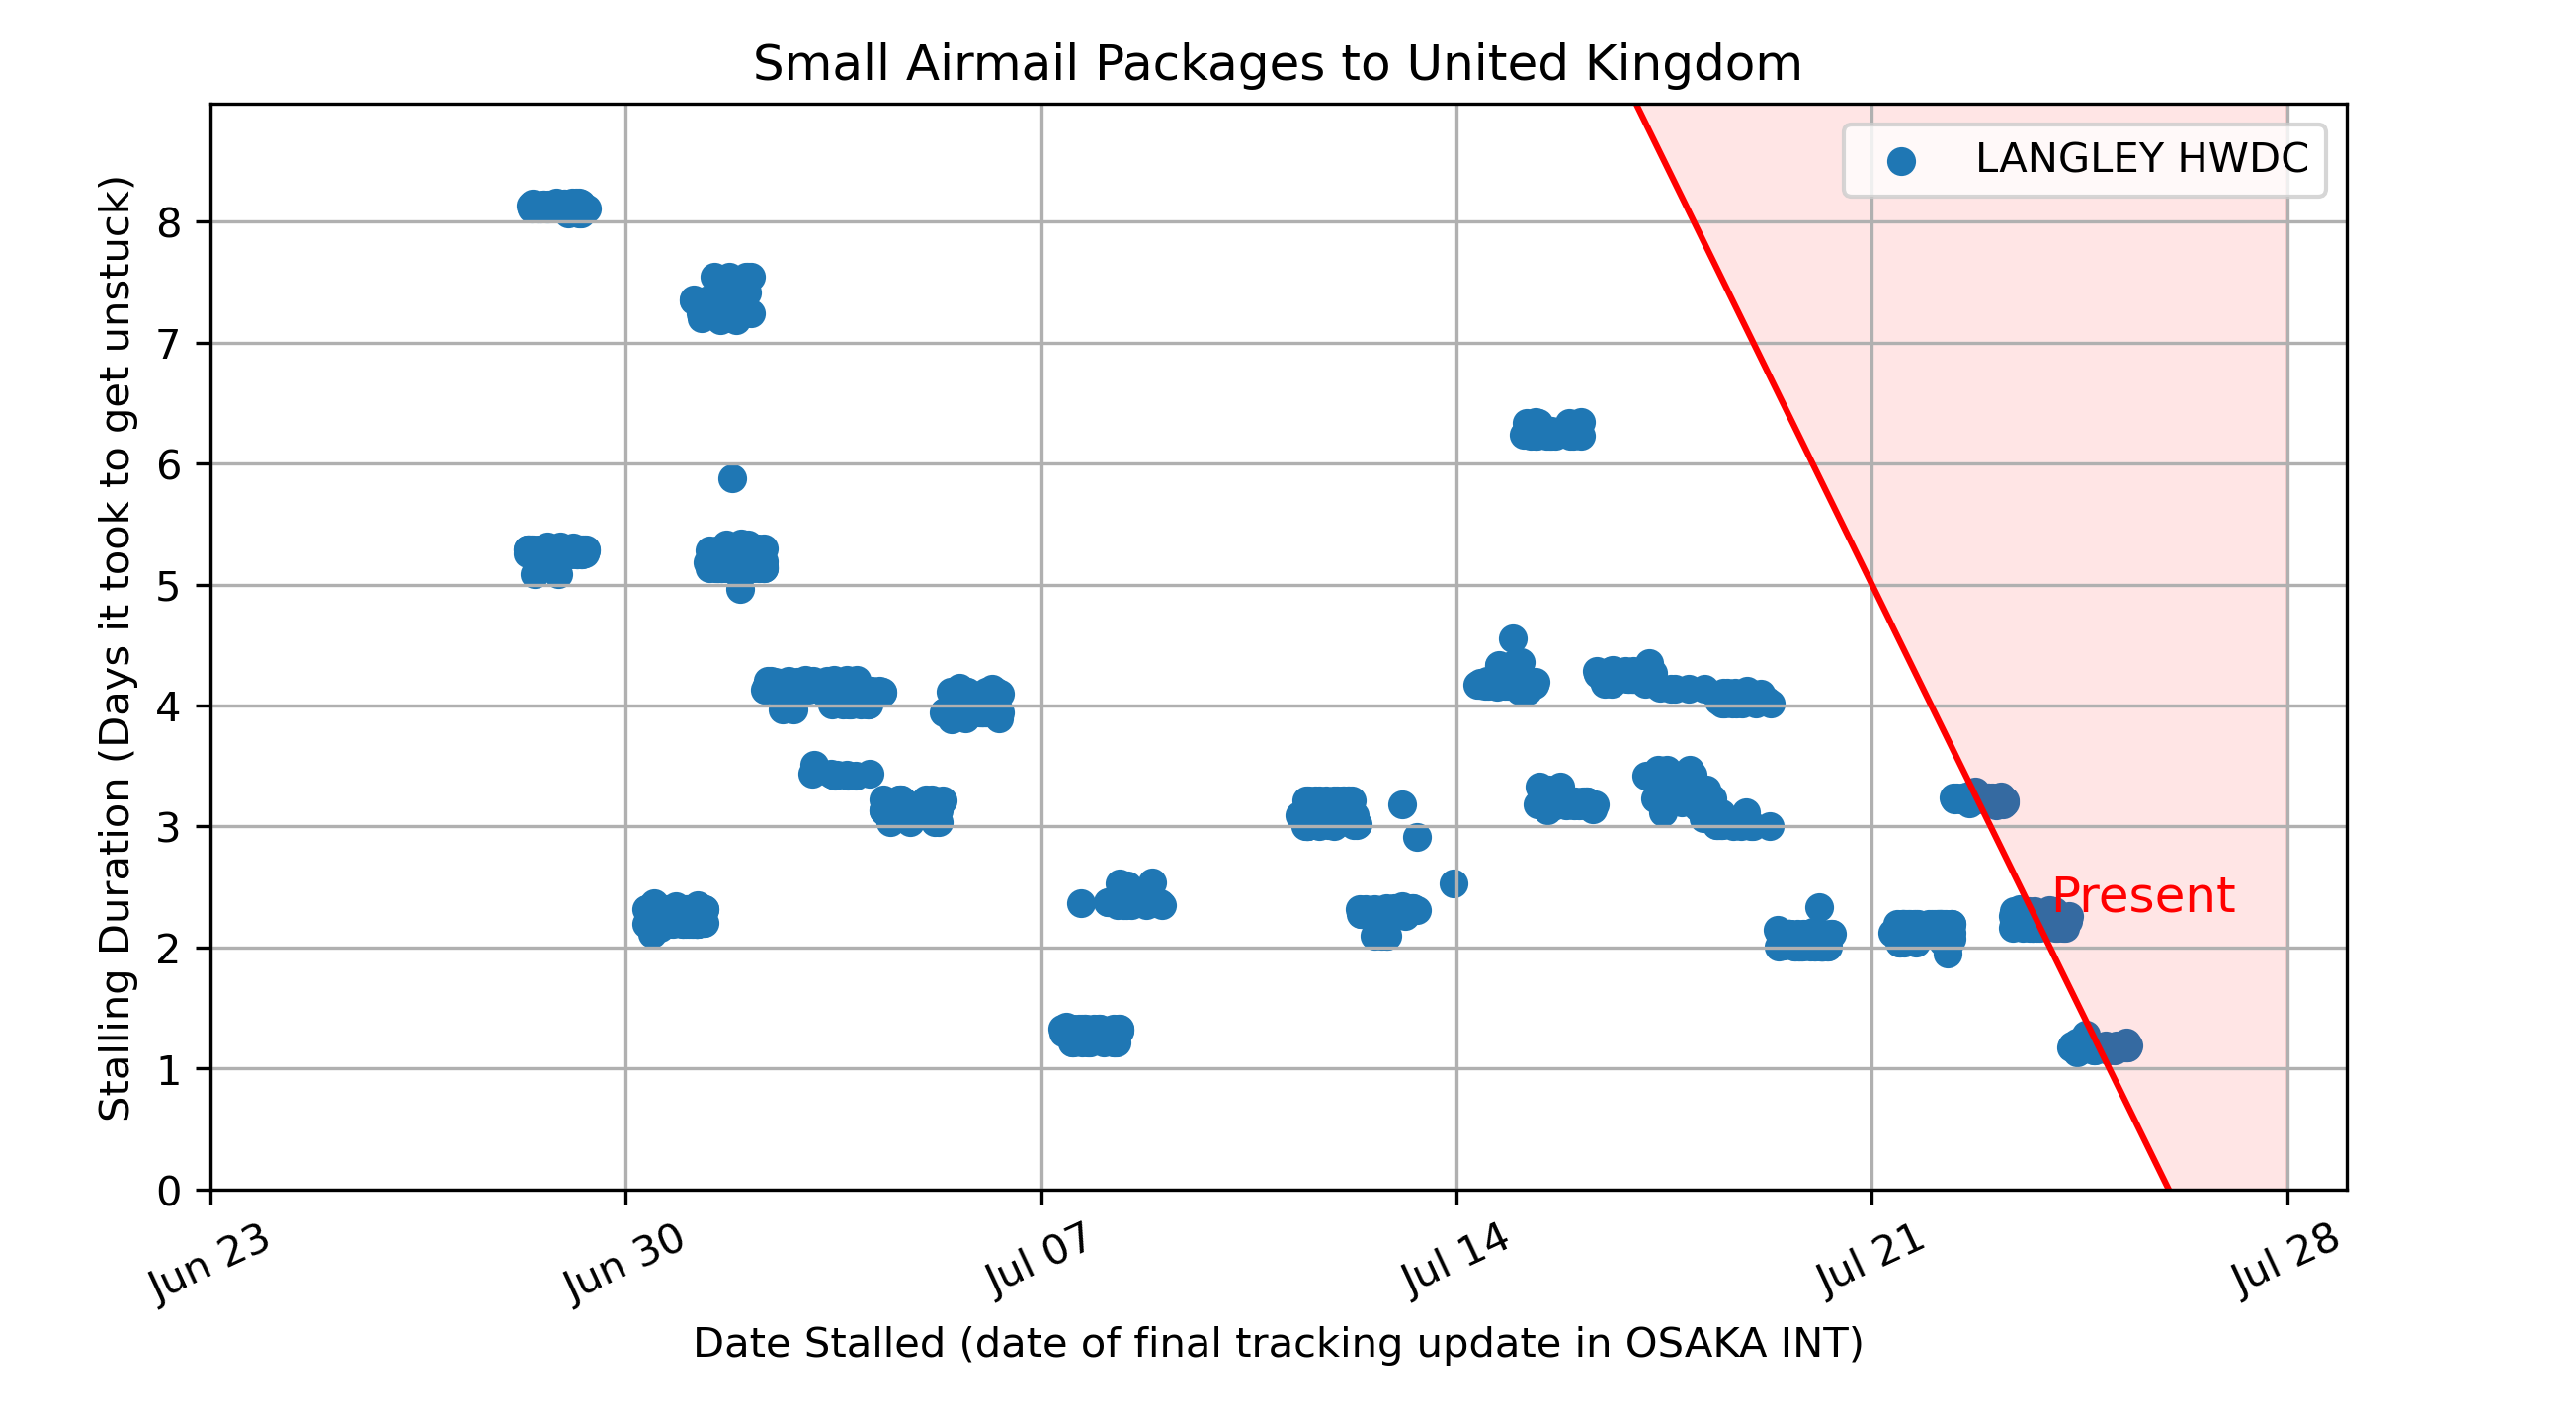 Small Airmail Packages to United Kingdom
LANGLEY HWDC
Stalling Duration (Days it took to get unstuck)
8
7
6
5
4
3
2
1
0
Present
Jun 23
Jun 30
Jul 07
Jul 14
Jul 21
Jul 28
Date Stalled (date of final tracking update in OSAKA INT)